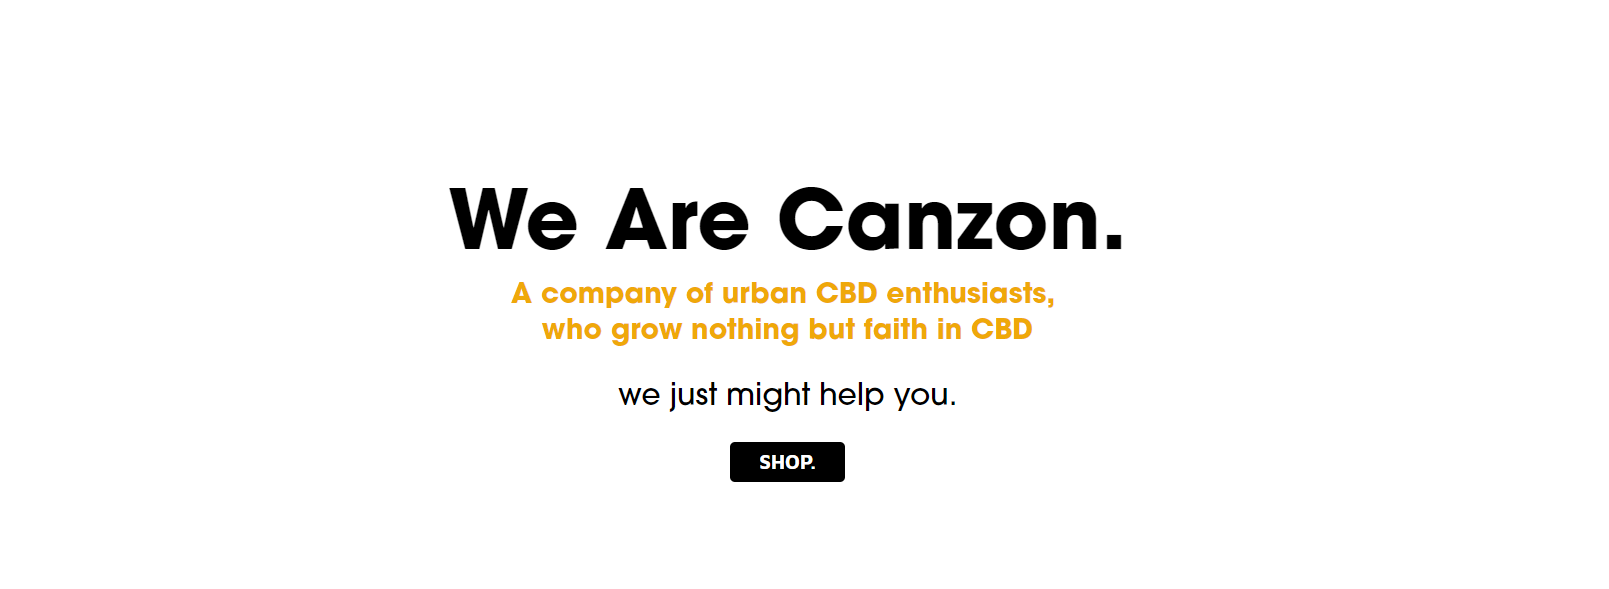 We Are Canzon.
A company of urban CBD enthusiasts,
who grow nothing but faith in CBD
we just might help you.
SHOP.